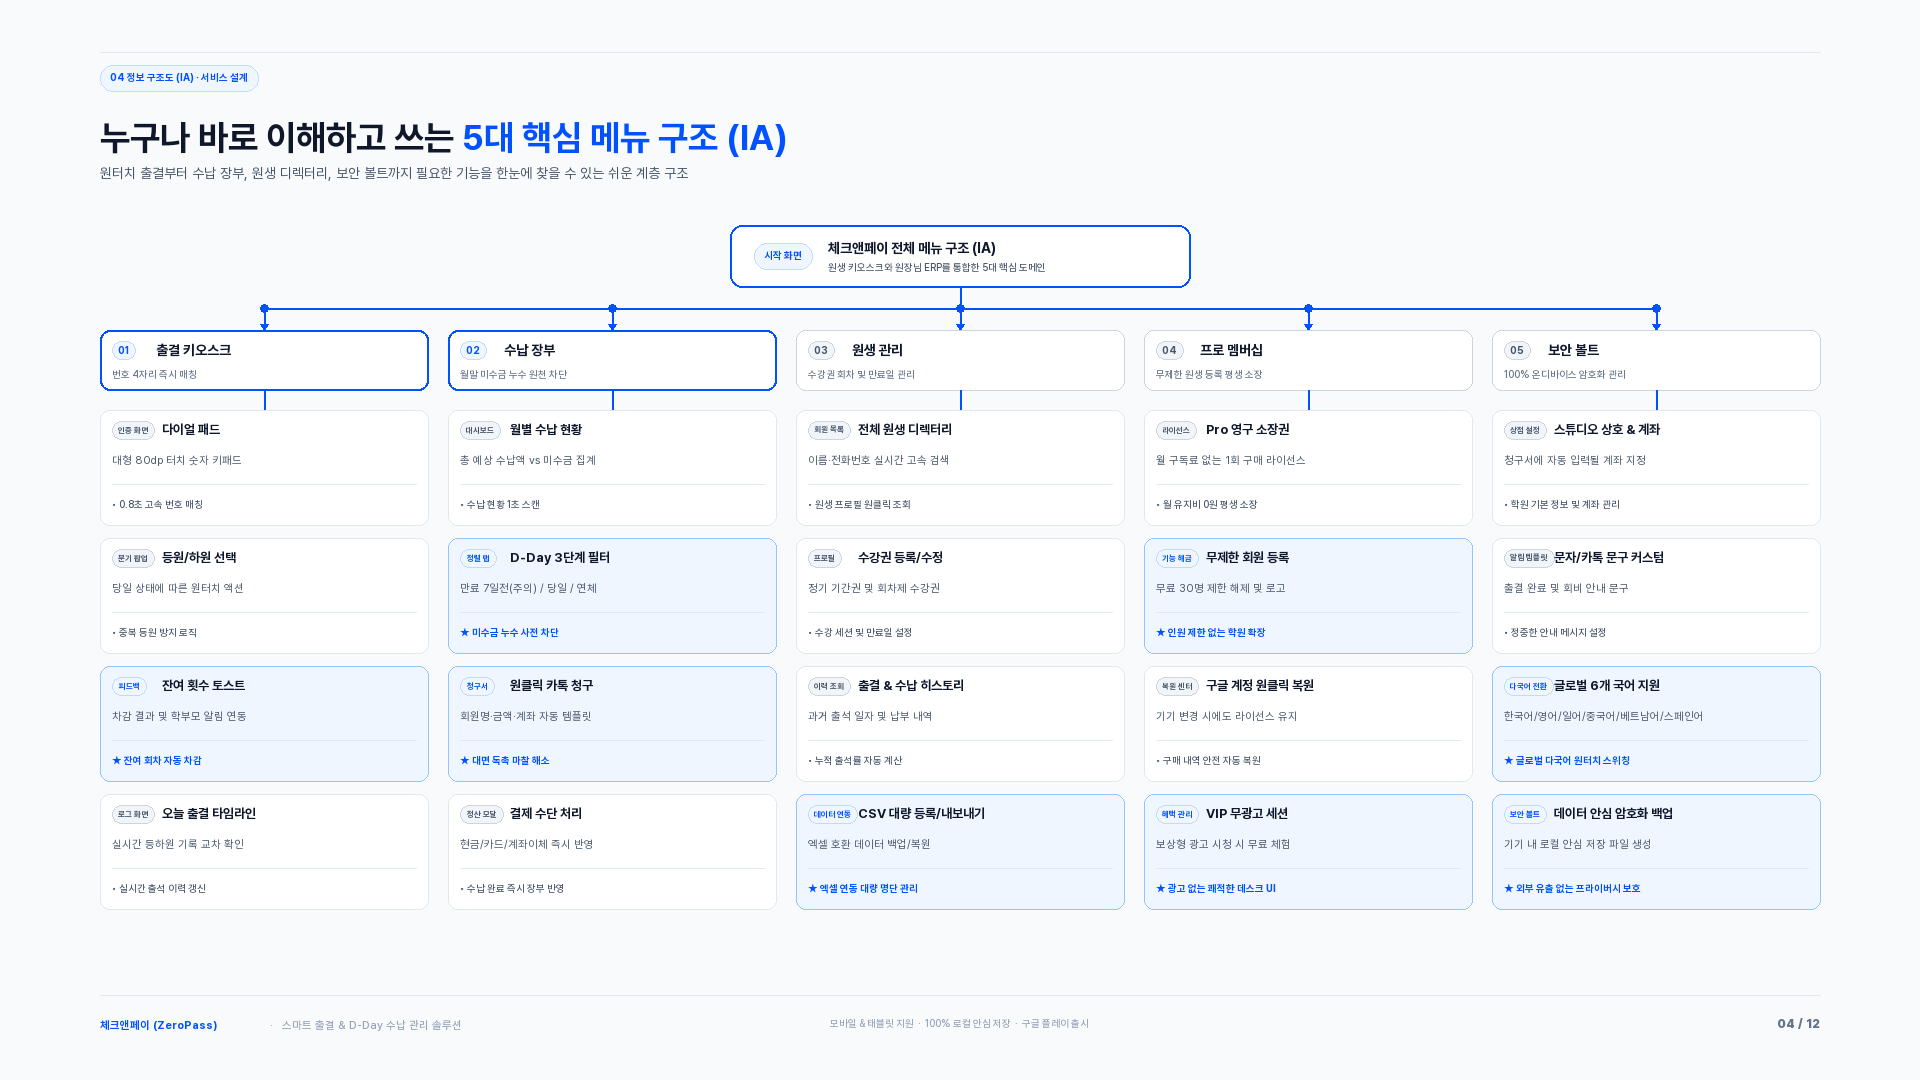 04 정보 구조도 (IA) · 서비스 설계
누구나 바로 이해하고 쓰는 5대 핵심 메뉴 구조 (IA)
원터치 출결부터 수납 장부, 원생 디렉터리, 보안 볼트까지 필요한 기능을 한눈에 찾을 수 있는 쉬운 계층 구조
시작 화면
체크앤페이 전체 메뉴 구조 (IA)
원생 키오스크와 원장님 ERP를 통합한 5대 핵심 도메인
01 출결 키오스크
번호 4자리 즉시 매칭
인증 화면 다이얼 패드
대형 80dp 터치 숫자 키패드
• 0.8초 고속 번호 매칭
분기 팝업 등원/하원 선택
당일 상태에 따른 원터치 액션
• 중복 등원 방지 로직
피드백 잔여 횟수 토스트
차감 결과 및 학부모 알림 연동
★ 잔여 회차 자동 차감
로그 화면 오늘 출결 타임라인
실시간 등하원 기록 교차 확인
• 실시간 출석 이력 갱신
02 수납 장부
월말 미수금 누수 원천 차단
대시보드 월별 수납 현황
총 예상 수납액 vs 미수금 집계
• 수납 현황 1초 스캔
정렬 탭 D-Day 3단계 필터
만료 7일전(주의) / 당일 / 연체
★ 미수금 누수 사전 차단
청구서 원클릭 카톡 청구
회원명·금액·계좌 자동 템플릿
★ 대면 독촉 마찰 해소
정산 모달 결제 수단 처리
현금/카드/계좌이체 즉시 반영
• 수납 완료 즉시 장부 반영
03 원생 관리
수강권 회차 및 만료일 관리
회원 목록 전체 원생 디렉터리
이름·전화번호 실시간 고속 검색
• 원생 프로필 원클릭 조회
프로필 수강권 등록/수정
정기 기간권 및 회차제 수강권
• 수강 세션 및 만료일 설정
이력 조회 출결 & 수납 히스토리
과거 출석 일자 및 납부 내역
• 누적 출석률 자동 계산
데이터 연동 CSV 대량 등록/내보내기
엑셀 호환 데이터 백업/복원
★ 엑셀 연동 대량 명단 관리
04 프로 멤버십
무제한 원생 등록 평생 소장
라이선스 Pro 영구 소장권
월 구독료 없는 1회 구매 라이선스
• 월 유지비 0원 평생 소장
기능 해금 무제한 회원 등록
무료 30명 제한 해제 및 로고
★ 인원 제한 없는 학원 확장
복원 센터 구글 계정 원클릭 복원
기기 변경 시에도 라이선스 유지
• 구매 내역 안전 자동 복원
혜택 관리 VIP 무광고 세션
보상형 광고 시청 시 무료 체험
★ 광고 없는 쾌적한 데스크 UI
05 보안 볼트
100% 온디바이스 암호화 관리
상점 설정 스튜디오 상호 & 계좌
청구서에 자동 입력될 계좌 지정
• 학원 기본 정보 및 계좌 관리
알림 템플릿 문자/카톡 문구 커스텀
출결 완료 및 회비 안내 문구
• 정중한 안내 메시지 설정
다국어 전환 글로벌 6개 국어 지원
한국어/영어/일어/중국어/베트남어/스페인어
★ 글로벌 다국어 원터치 스위칭
보안 볼트 데이터 안심 암호화 백업
기기 내 로컬 안심 저장 파일 생성
★ 외부 유출 없는 프라이버시 보호
체크앤페이 (ZeroPass) · 스마트 출결 & D-Day 수납 관리 솔루션
모바일 & 태블릿 지원 · 100% 로컬 안심 저장 · 구글 플레이 출시
04 / 12